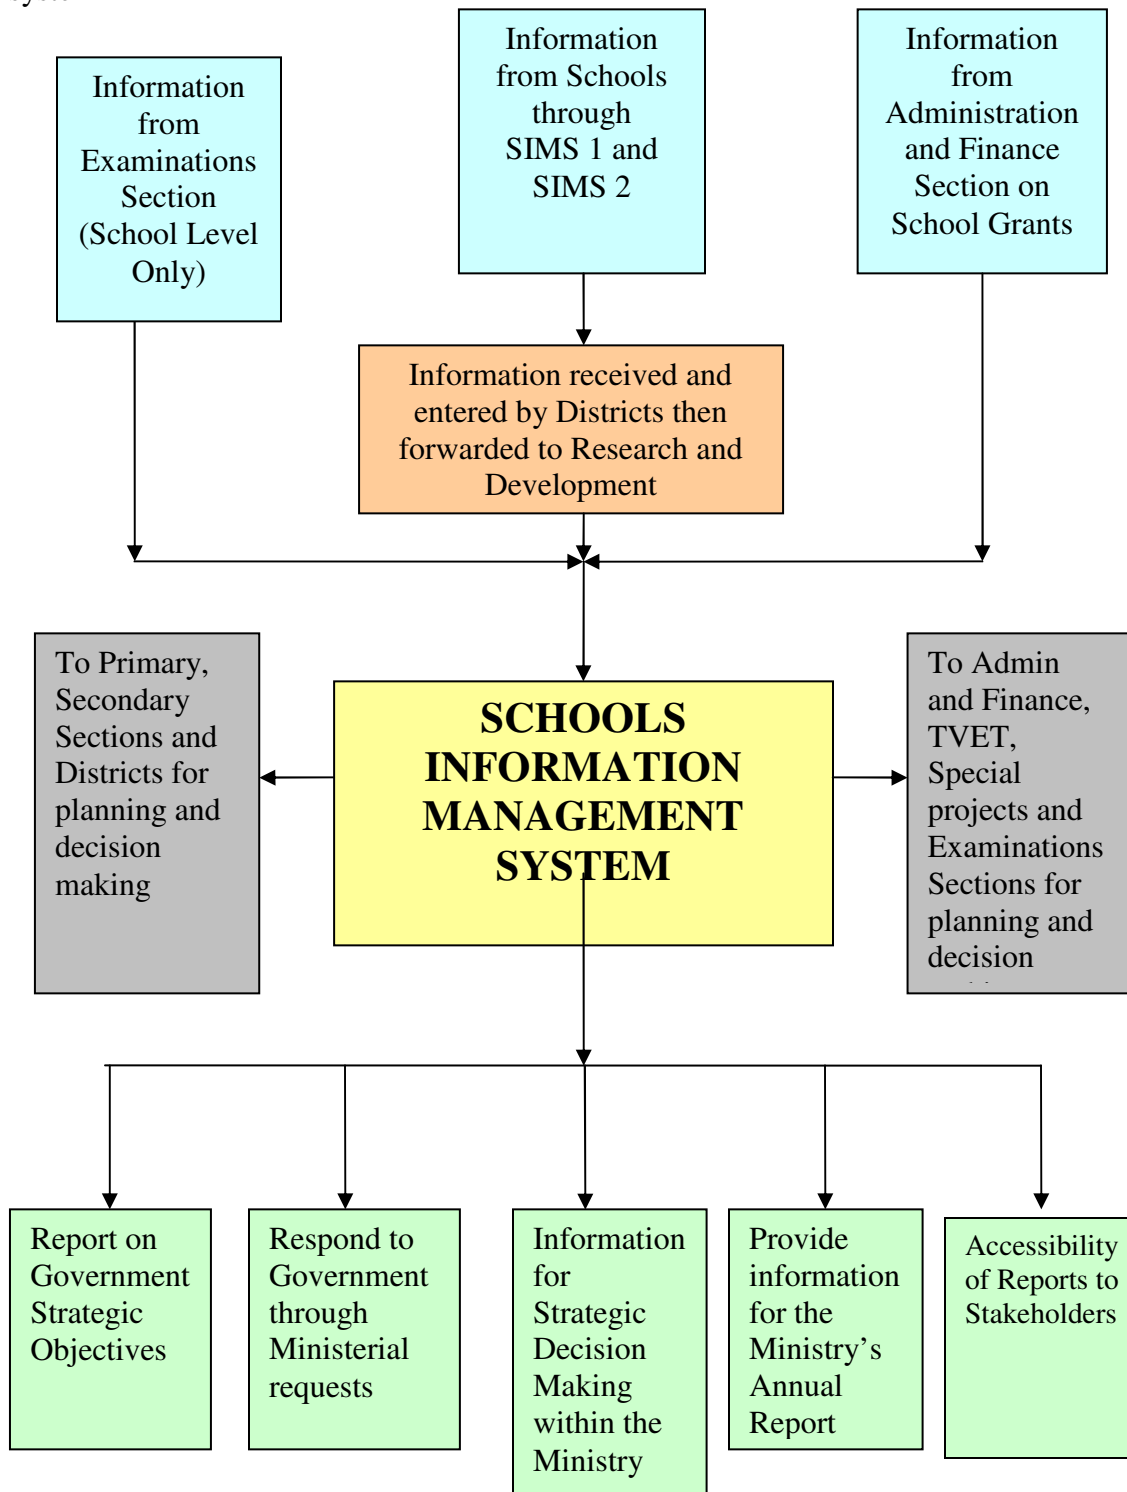 Information
from
Examinations
Section
(School Level
Only)
Information
from Schools
through
SIMS 1 and
SIMS 2
Information
from
Administration
and Finance
Section on
School Grants
Information received and
entered by Districts then
forwarded to Research and
Development
To Primary,
Secondary
Sections and
Districts for
planning and
decision
making
SCHOOLS
INFORMATION
MANAGEMENT
SYSTEM
To Admin
and Finance,
TVET,
Special
projects and
Examinations
Sections for
planning and
decision
Report on
Government
Strategic
Objectives
Respond to
Government
through
Ministerial
requests
Information
for
Strategic
Decision
Making
within the
Ministry
Provide
information
for the
Ministry’s
Annual
Report
Accessibility
of Reports to
Stakeholders